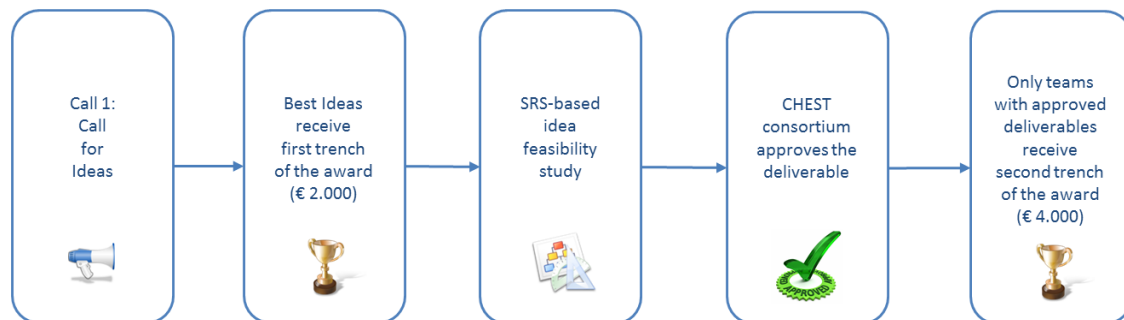 Call 1:
Call
for
Ideas
Best Ideas
receive
first trench
of the award
(€ 2.000)
SRS-based
idea
feasibility
study
CHEST
consortium
approves the
deliverable
APPROVED
Only teams
with approved
deliverables
receive
second trench
of the award
(€ 4.000)